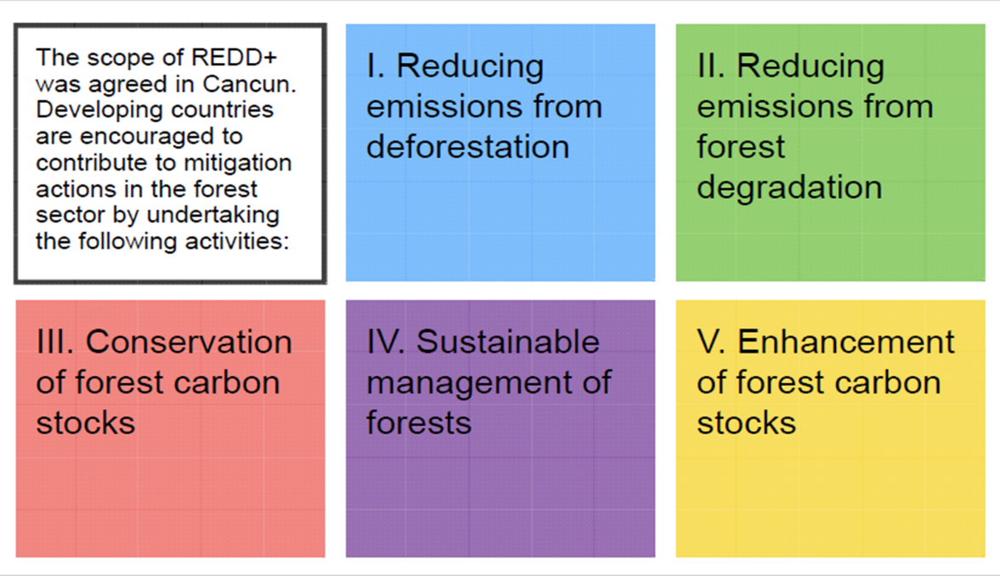 The scope of REDD+
was agreed in Cancun.
Developing countries
are encouraged to
contribute to mitigation
actions in the forest
sector by undertaking
the following activities:
I. Reducing
emissions from
deforestation
II. Reducing
emissions from
forest
degradation
III. Conservation
of forest carbon
stocks
IV. Sustainable
management of
forests
V. Enhancement
of forest carbon
stocks